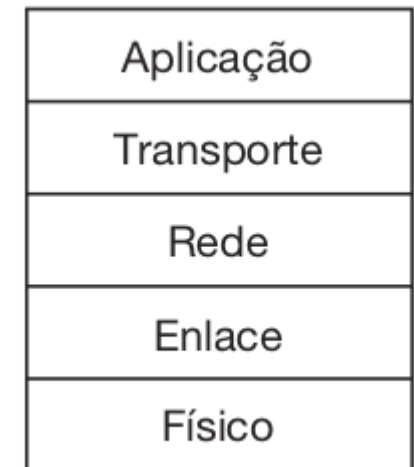 Aplicação
Transporte
Rede
Enlace
Físico